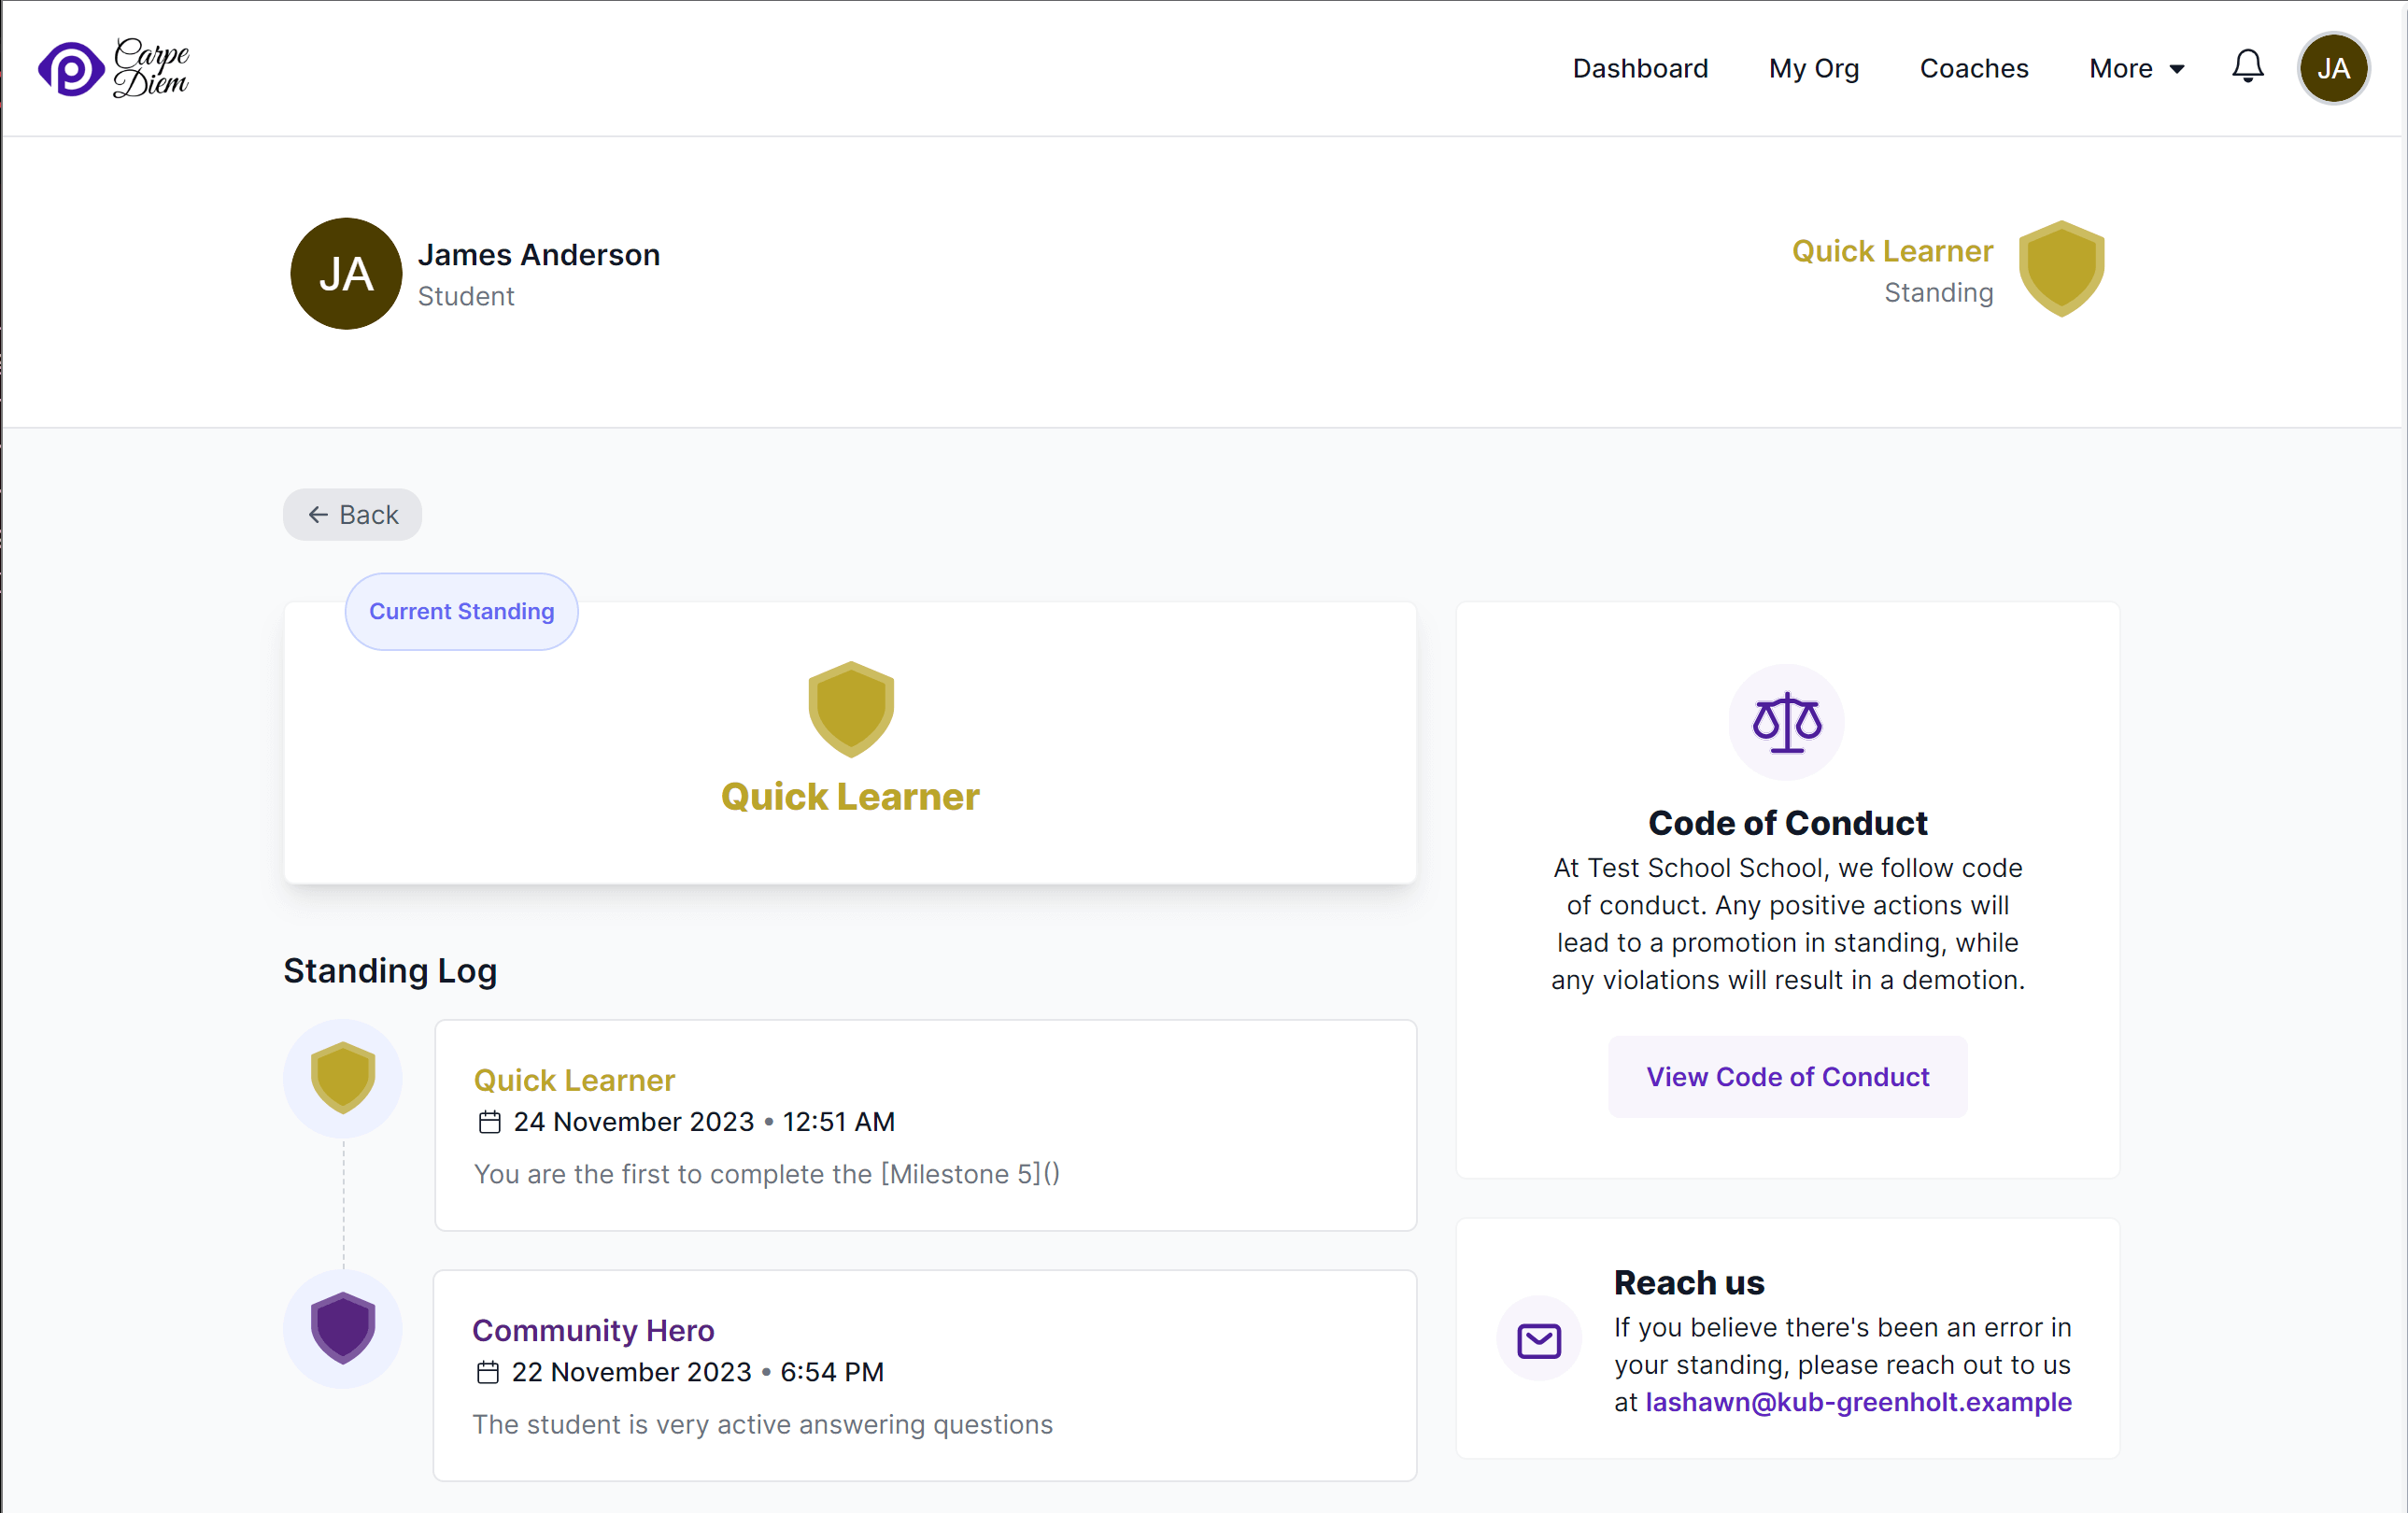 Carpe
Diem
Dashboard
My Org
Coaches
More
JA
JA
James Anderson
Student
Quick Learner
Standing
← Back
Current Standing
Quick Learner
Standing Log
Quick Learner
24 November 2023 • 12:51 AM
You are the first to complete the [Milestone 5]()
Community Hero
22 November 2023 • 6:54 PM
The student is very active answering questions
Code of Conduct
At Test School School, we follow code
of conduct. Any positive actions will
lead to a promotion in standing, while
any violations will result in a demotion.
View Code of Conduct
Reach us
If you believe there's been an error in
your standing, please reach out to us
at lashawn@kub-greenholt.example